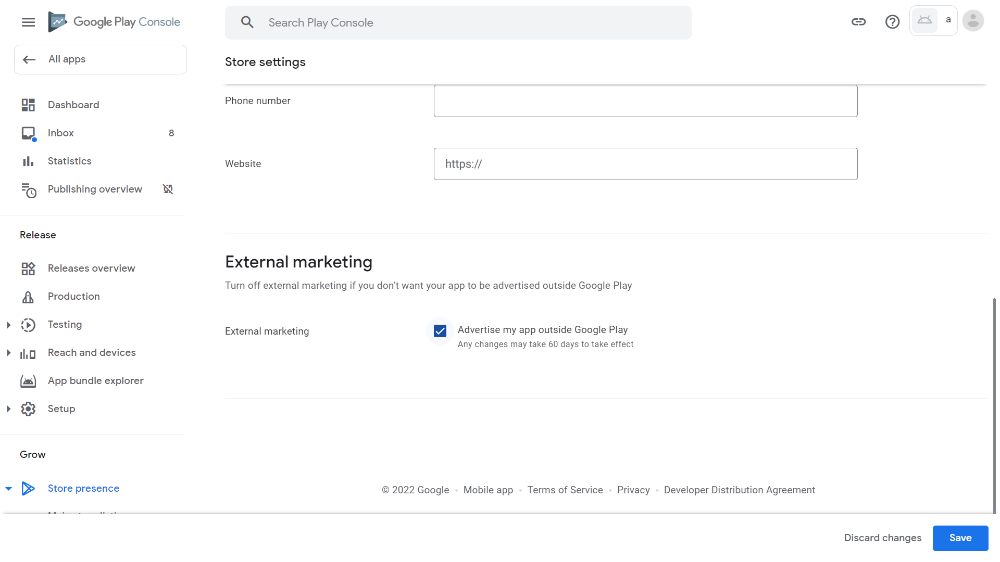 Google Play Console
Search Play Console
a
All apps
Store settings
Dashboard
Inbox 8
Statistics
Publishing overview
Release
Releases overview
Production
Testing
Reach and devices
App bundle explorer
Setup
Grow
Store presence
Phone number
Website https://
External marketing
Turn off external marketing if you don’t want your app to be advertised outside Google Play
External marketing
Advertise my app outside Google Play
Any changes may take 60 days to take effect
© 2022 Google • Mobile app • Terms of Service • Privacy • Developer Distribution Agreement
Discard changes Save